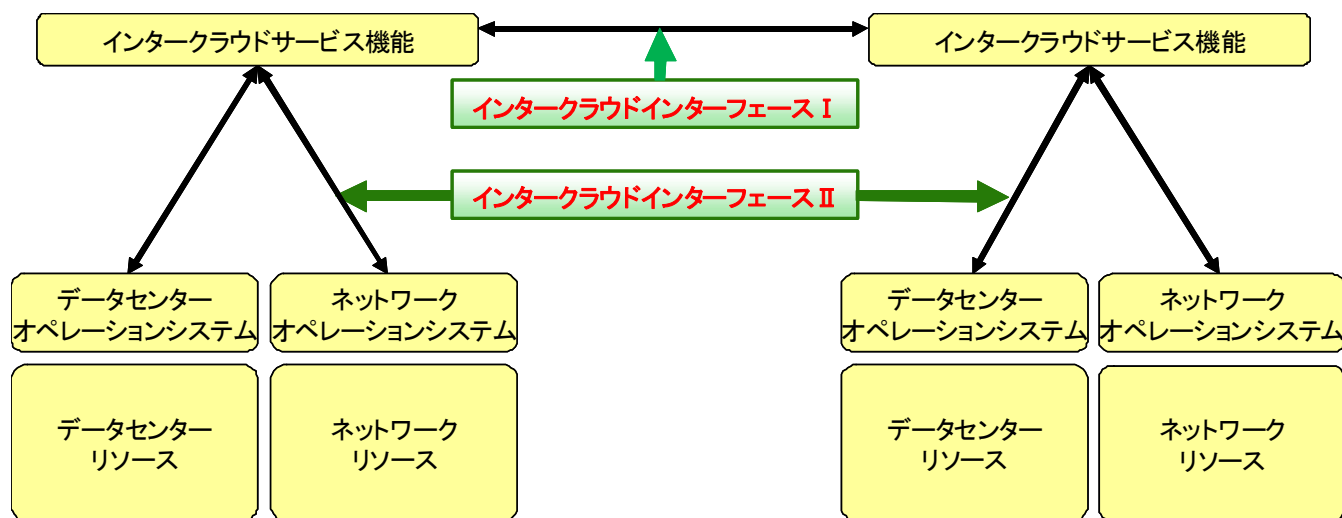 インタークラウドサービス機能
インタークラウドサービス機能
インタークラウドインターフェースⅠ
インタークラウドインターフェースⅡ
データセンター
オペレーションシステム
ネットワーク
オペレーションシステム
データセンター
オペレーションシステム
ネットワーク
オペレーションシステム
データセンター
リソース
ネットワーク
リソース
データセンター
リソース
ネットワーク
リソース